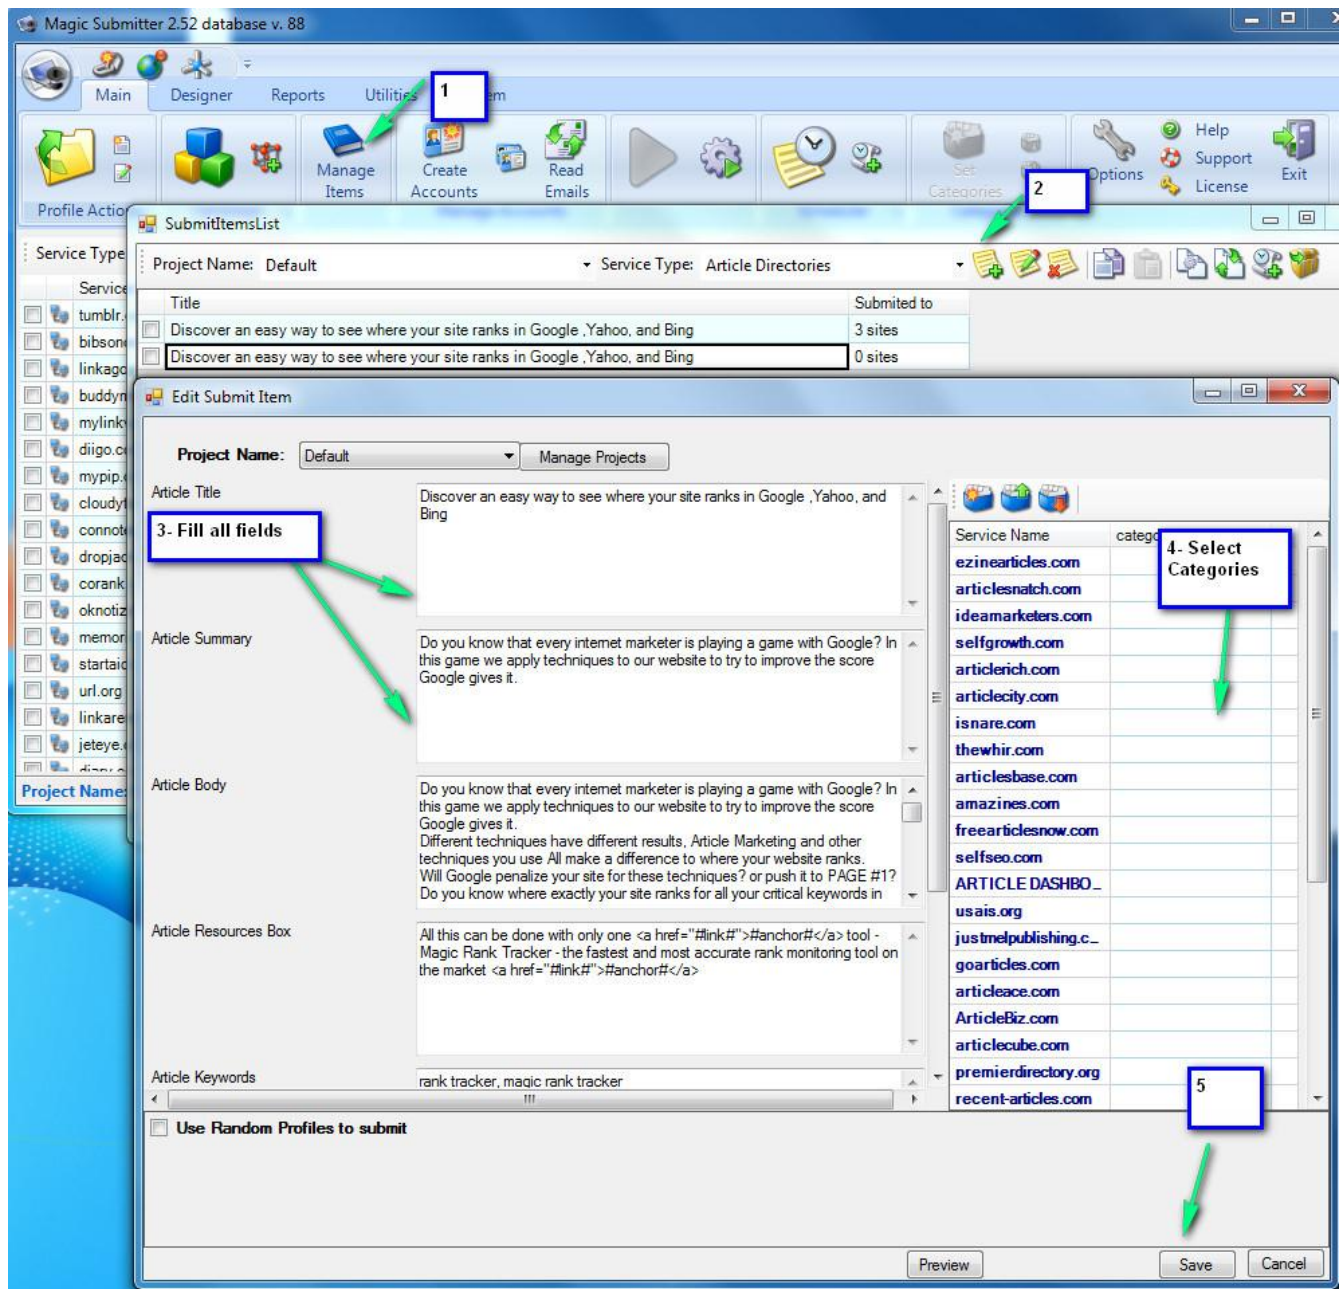 Magic Submitter 2.52 database v. 88
Main Designer Reports Utilities
1
Manage Items
Create Accounts
Read Emails
Set Categories
Options
Help
Support
License
Exit
2
Profile Action
SubmitItemsList
Service Type
Project Name: Default Service Type: Article Directories
Service
Title Submited to
Discover an easy way to see where your site ranks in Google ,Yahoo, and Bing 3 sites
Discover an easy way to see where your site ranks in Google ,Yahoo, and Bing 0 sites
tumblr.
bibson
linkago
buddyn
mylink
diigo.co
mypip.
cloudyt
connote
dropjac
corank
oknotiz
memor
startaid
url.org
linkare
jeteye.
Project Name:
Edit Submit Item
Project Name: Default Manage Projects
Article Title
Discover an easy way to see where your site ranks in Google ,Yahoo, and
Bing
3- Fill all fields
Article Summary
Do you know that every internet marketer is playing a game with Google? In
this game we apply techniques to our website to try to improve the score
Google gives it.
Article Body
Do you know that every internet marketer is playing a game with Google? In
this game we apply techniques to our website to try to improve the score
Google gives it.
Different techniques have different results, Article Marketing and other
techniques you use All make a difference to where your website ranks.
Will Google penalize your site for these techniques? or push it to PAGE #1?
Do you know where exactly your site ranks for all your critical keywords in
Article Resources Box
All this can be done with only one <a href="#link#">#anchor#</a> tool -
Magic Rank Tracker - the fastest and most accurate rank monitoring tool on
the market <a href="#link#">#anchor#</a>
Article Keywords
rank tracker, magic rank tracker
Service Name categ
4- Select
Categories
ezinearticles.com
articlesnatch.com
ideamarketers.com
selfgrowth.com
articlerich.com
articlecity.com
isnare.com
thewhir.com
articlesbase.com
amazines.com
freearticlesnow.com
selfseo.com
ARTICLE DASHBO...
usais.org
justmelpublishing.c...
goarticles.com
articleace.com
ArticleBiz.com
articlecube.com
premierdirectory.org
recent-articles.com
5
Use Random Profiles to submit
Preview Save Cancel